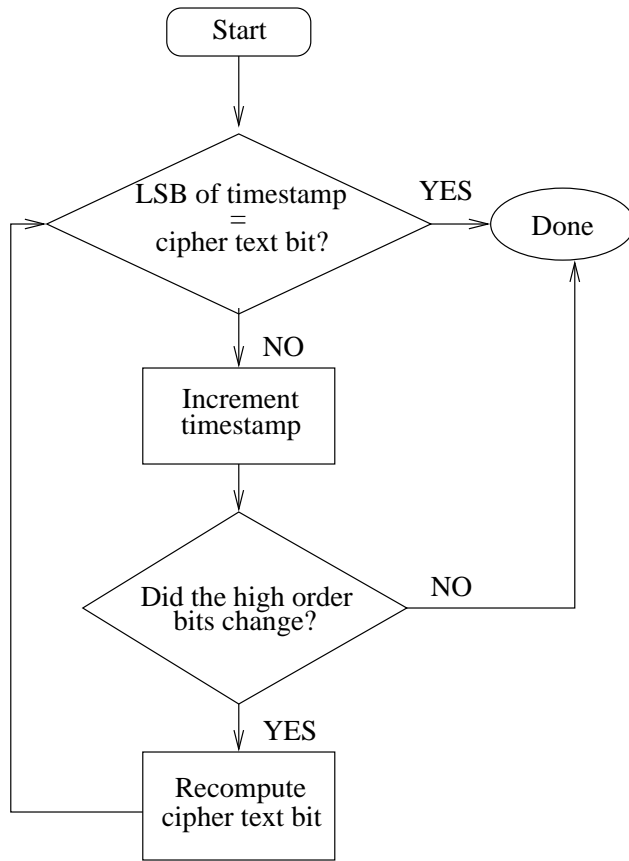 Start
LSB of timestamp
=
cipher text bit?
YES
Done
NO
Increment
timestamp
Did the high order
bits change?
NO
YES
Recompute
cipher text bit